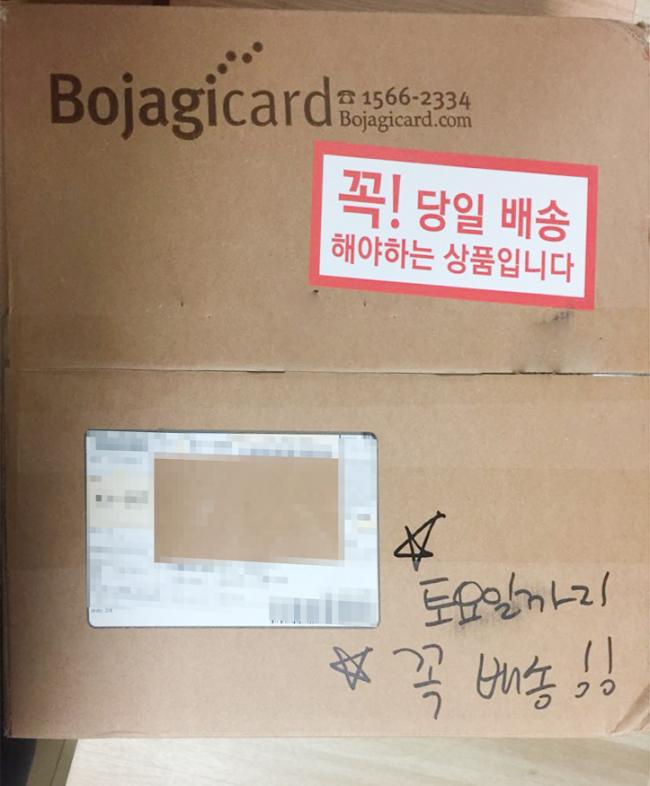 Bojagicard ☎ 1566-2334
Bojagicard.com
꼭! 당일 배송
해야하는 상품입니다
☆
토요일까지
☆ 꼭 배송!!